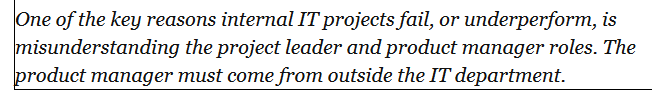 One of the key reasons internal IT projects fail, or underperform, is
misunderstanding the project leader and product manager roles. The
product manager must come from outside the IT department.